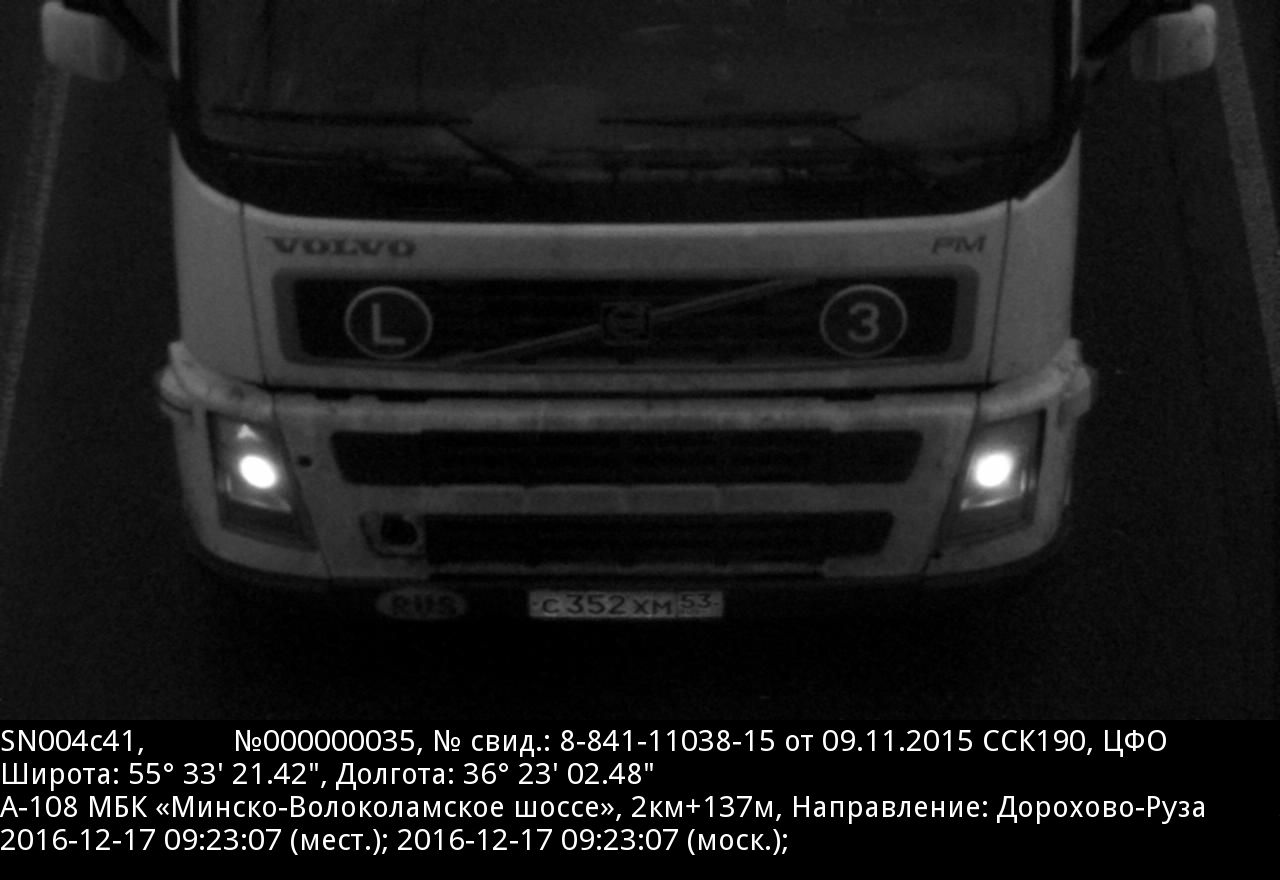 VOLVO FM
L 3
RUS С352ХМ 53
SN004c41, №000000035, № свид.: 8-841-11038-15 от 09.11.2015 ССК190, ЦФО
Широта: 55° 33' 21.42", Долгота: 36° 23' 02.48"
А-108 МБК «Минско-Волоколамское шоссе», 2км+137м, Направление: Дорохово-Руза
2016-12-17 09:23:07 (мест.); 2016-12-17 09:23:07 (моск.);